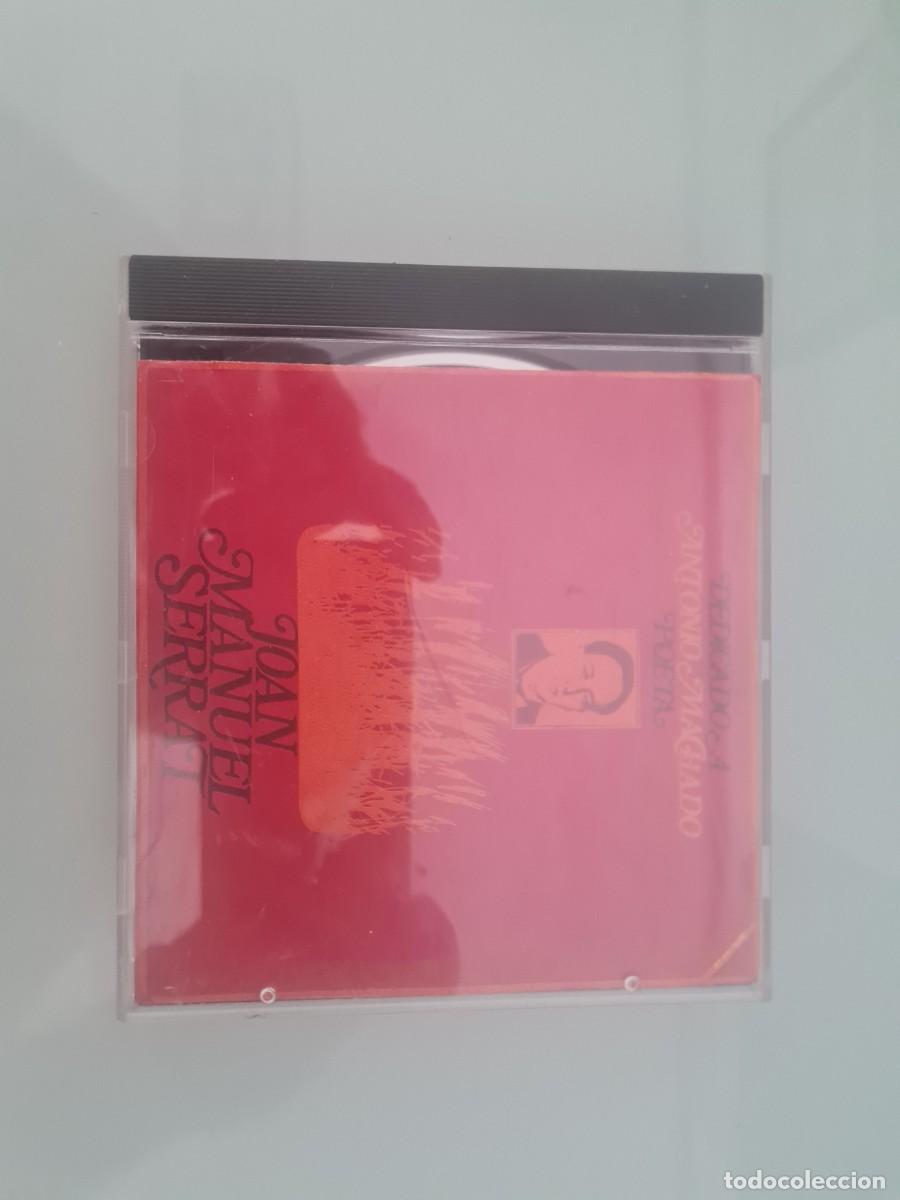 DEDICADO A
ANTONIO MACHADO
POETA
JOAN
MANUEL
SERRAT
todocoleccion